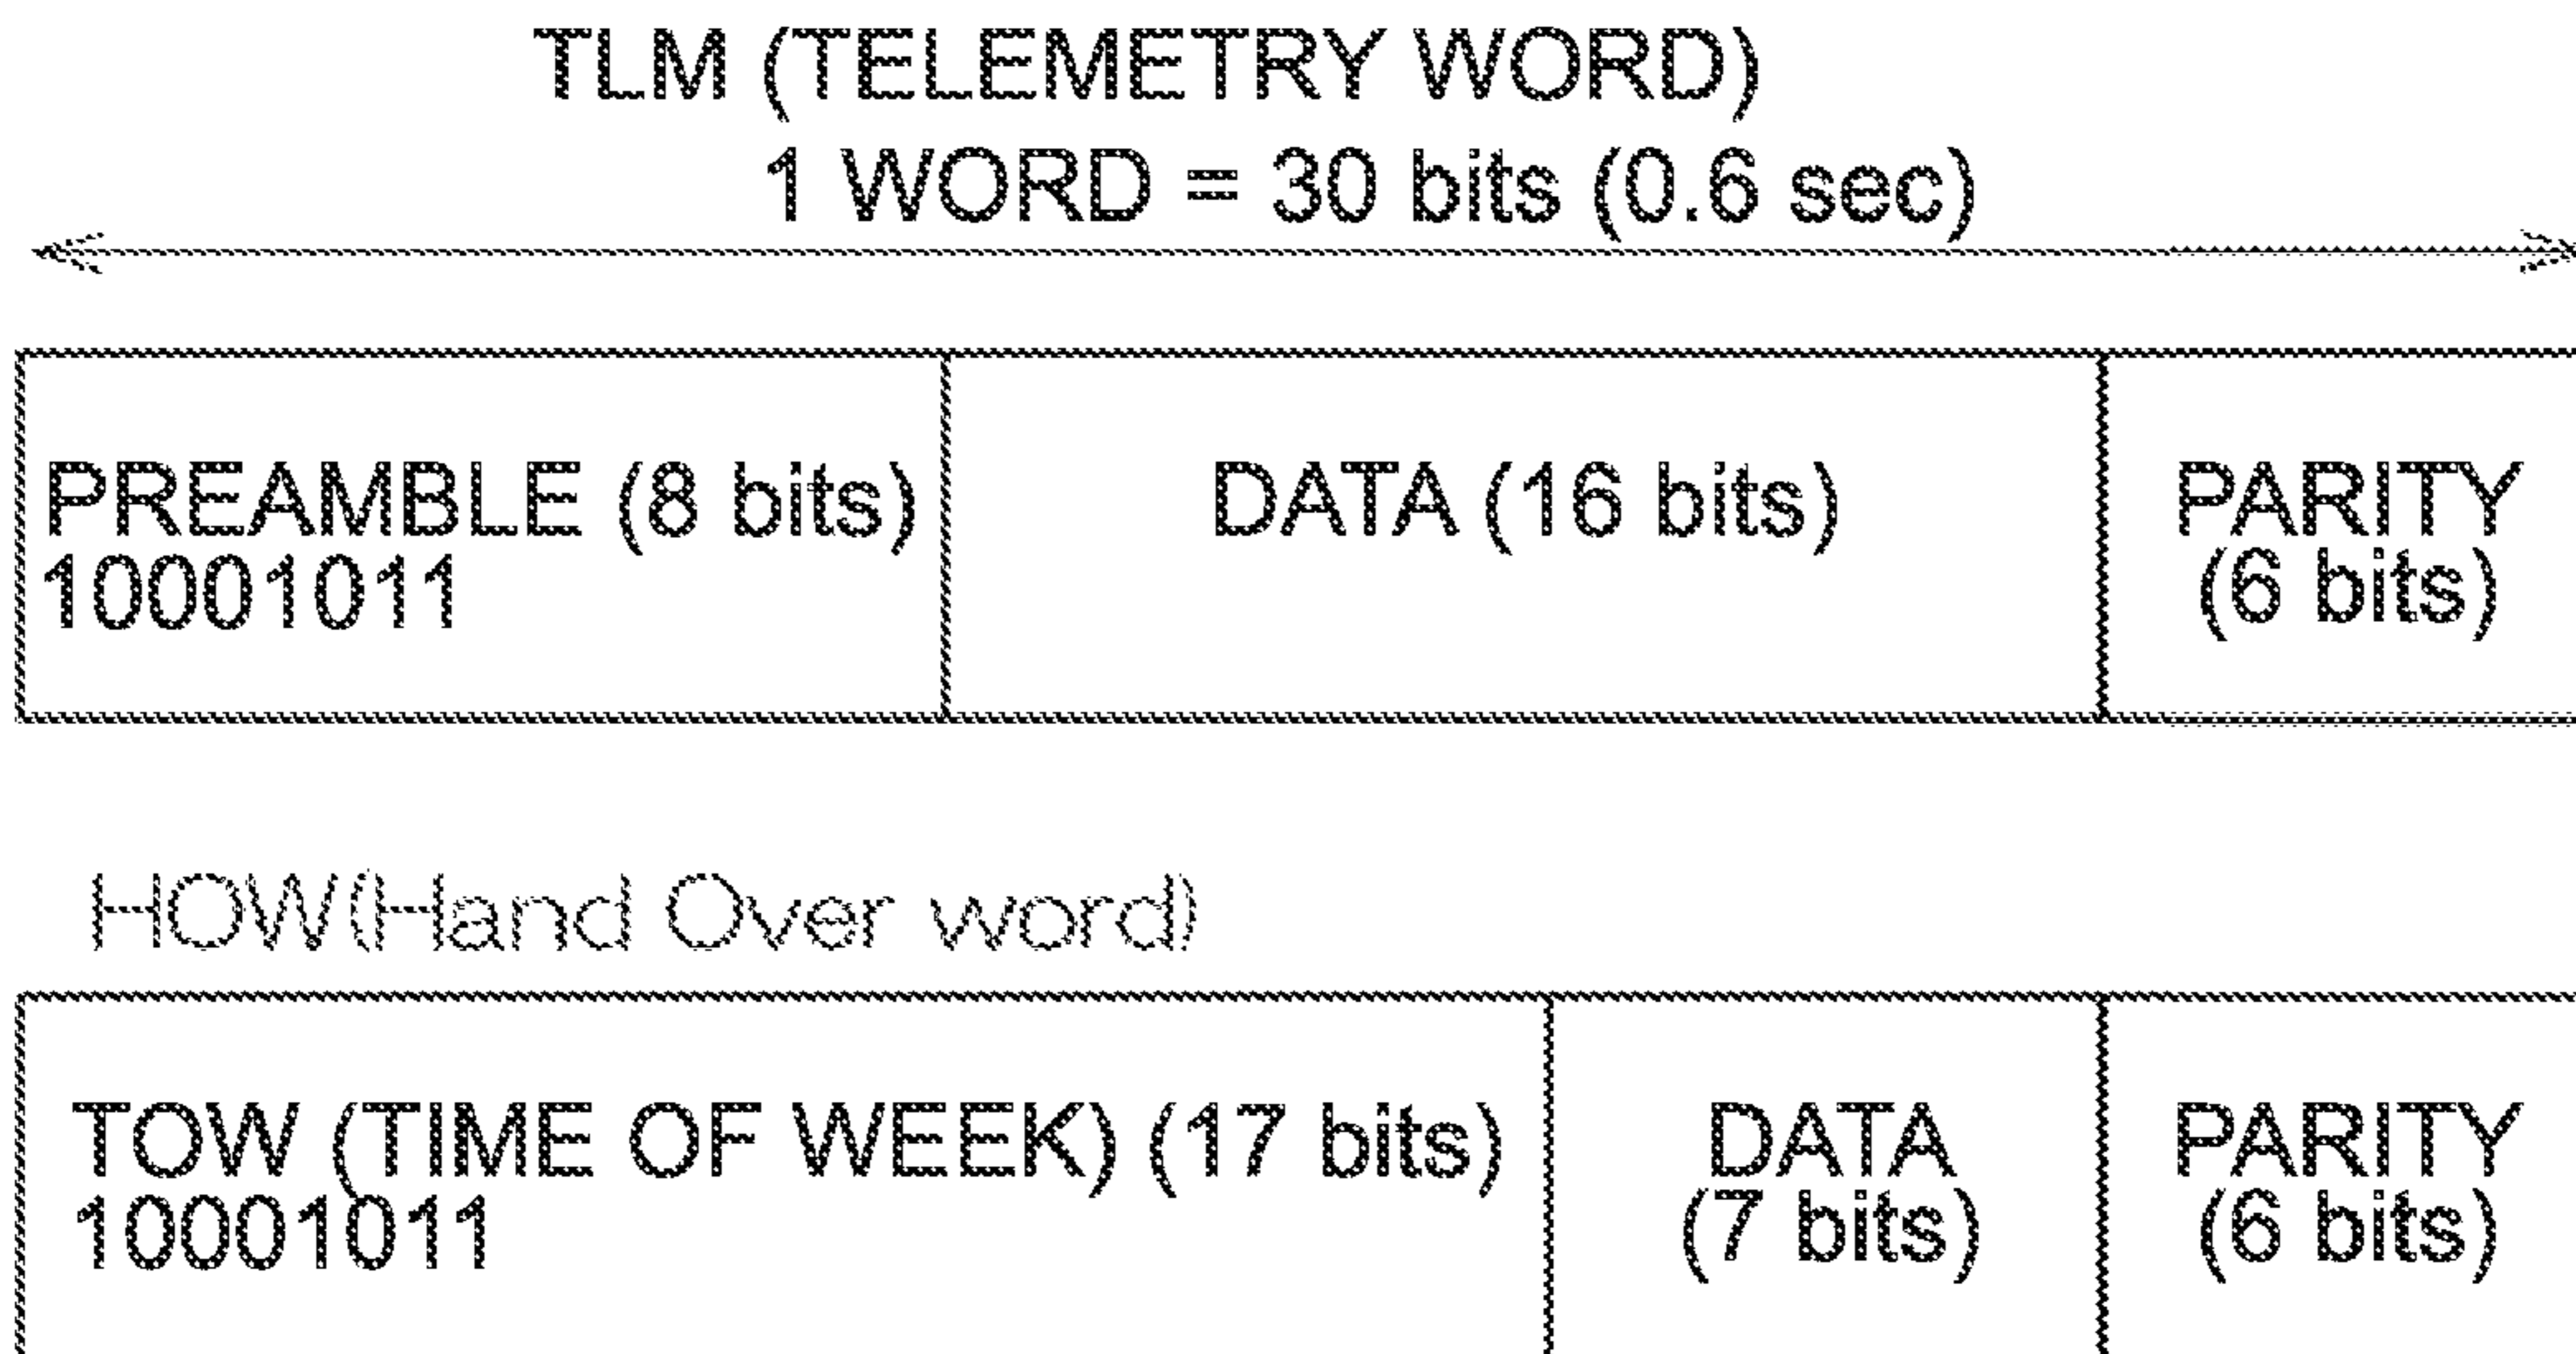 TLM (TELEMETRY WORD)
1 WORD = 30 bits (0.6 sec)
PREAMBLE (8 bits)
10001011
DATA (16 bits)
PARITY
(6 bits)
HOW(Hand Over word)
TOW (TIME OF WEEK) (17 bits)
10001011
DATA
(7 bits)
PARITY
(6 bits)